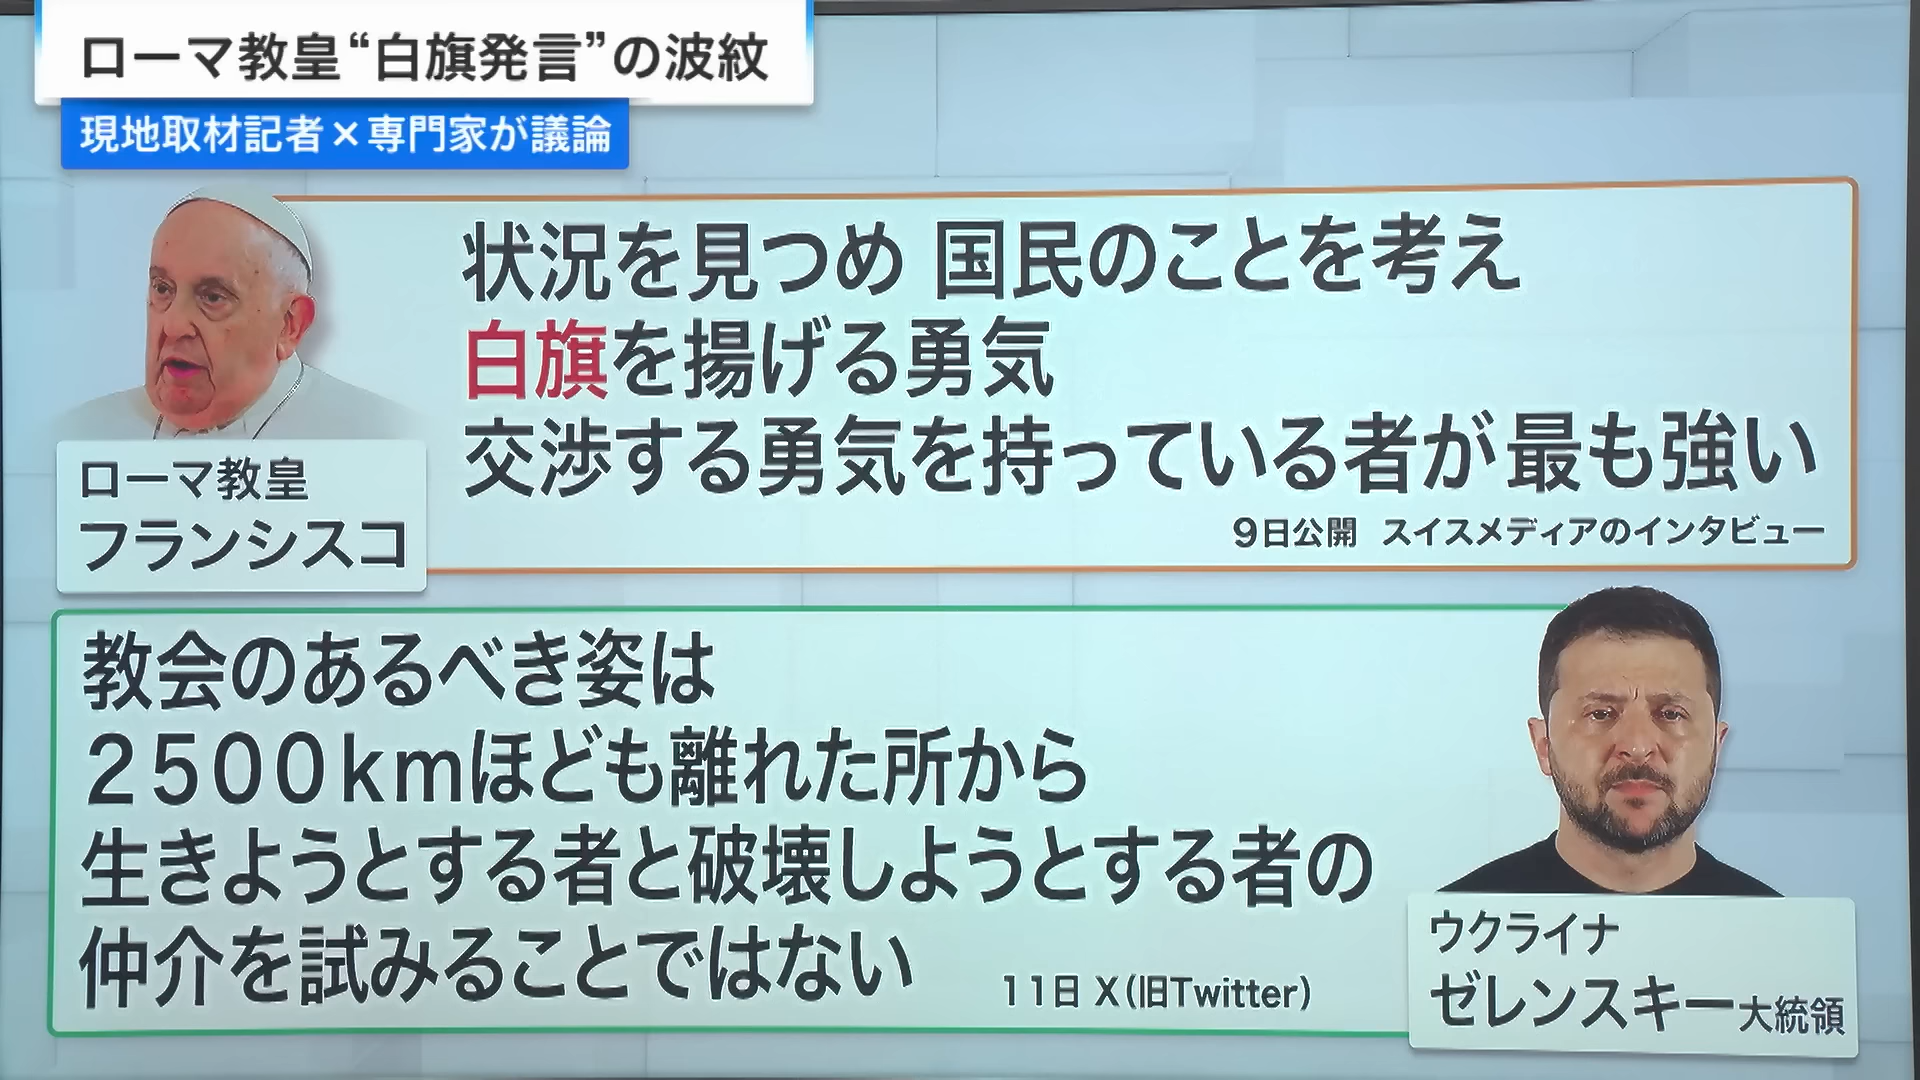 ローマ教皇“白旗発言”の波紋
現地取材記者×専門家が議論
状況を見つめ 国民のことを考え
白旗を揚げる勇気
交渉する勇気を持っている者が最も強い
9日公開 スイスメディアのインタビュー
ローマ教皇
フランシスコ
教会のあるべき姿は
2500kmほども離れた所から
生きようとする者と破壊しようとする者の
仲介を試みることではない
11日 X(旧Twitter)
ウクライナ
ゼレンスキー大統領